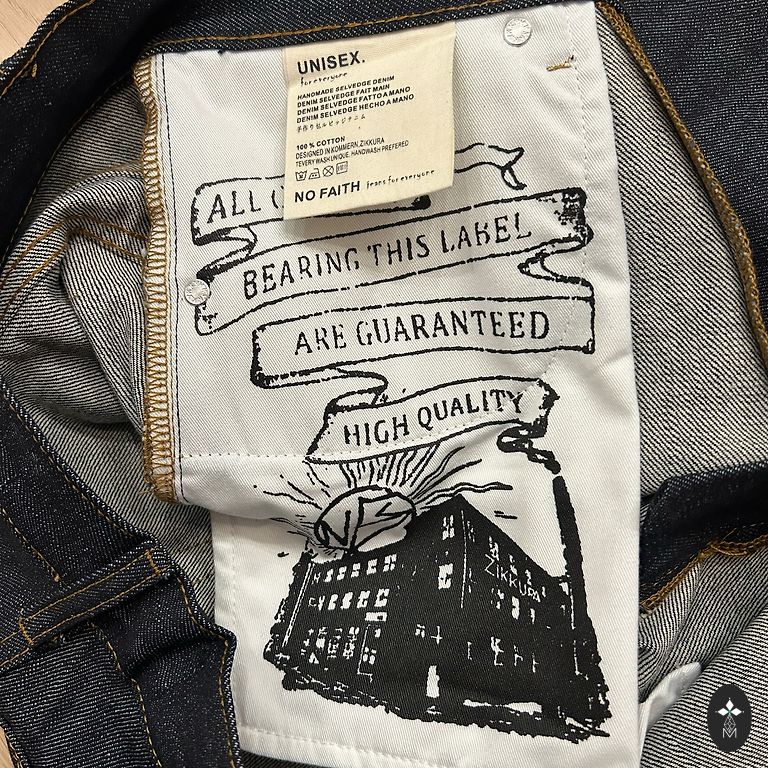 UNISEX.
for everyone
HANDMADE SELVEDGE DENIM
DENIM SELVEDGE FAIT MAIN
DENIM SELVEDGE FATTO A MANO
DENIM SELVEDGE HECHO A MANO
手作りセルビッジデニム
100% COTTON
DESIGNED IN KOMMERN, ZIKKURA
TEVERY WASH UNIQUE. HANDWASH PREFERED
NO FAITH jeans for everyone
ALL
BEARING THIS LABEL
ARE GUARANTEED
HIGH QUALITY
ZIKKURA